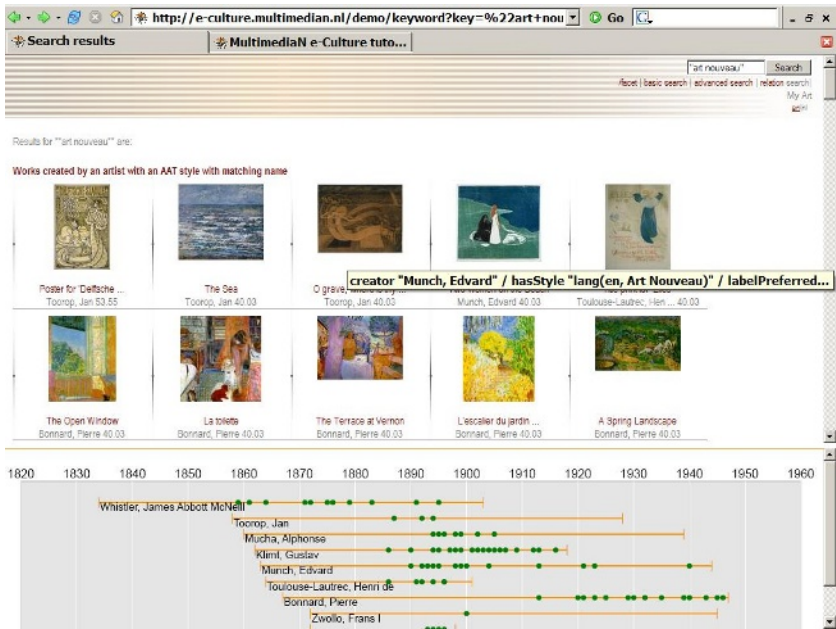 http://e-culture.multimedian.nl/demo/keyword?key=%22art+nou
Go
Search results
MultimediaN e-Culture tuto...
"art nouveau"
Search
/facet | basic search | advanced search | relation search|
My Art
Results for ""art nouveau"" are:
Works created by an artist with an AAT style with matching name
Poster for 'Delftsche ...
Toorop, Jan 53.55
The Sea
Toorop, Jan 40.03
O grave,
Toorop, Jan 40.03
Munch, Edvard 40.03
Toulouse-Lautrec, Henri ... 40.03
creator "Munch, Edvard" / hasStyle "lang(en, Art Nouveau)" / labelPreferred...
The Open Window
Bonnard, Pierre 40.03
La toilette
Bonnard, Pierre 40.03
The Terrace at Vernon
Bonnard, Pierre 40.03
L'escalier du jardin ...
Bonnard, Pierre 40.03
A Spring Landscape
Bonnard, Pierre 40.03
1820 1830 1840 1850 1860 1870 1880 1890 1900 1910 1920 1930 1940 1950 1960
Whistler, James Abbott McNeill
Toorop, Jan
Mucha, Alphonse
Klimt, Gustav
Munch, Edvard
Toulouse-Lautrec, Henri de
Bonnard, Pierre
Zwollo, Frans I